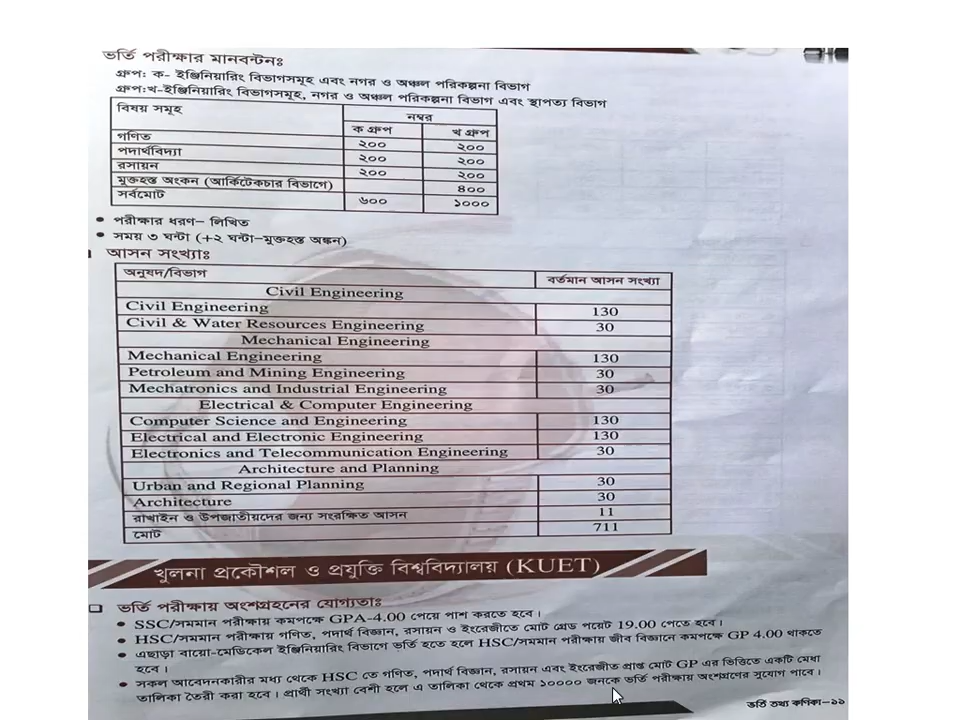 ভর্তি পরীক্ষার মানবন্টনঃ
গ্রুপ: ক- ইঞ্জিনিয়ারিং বিভাগসমূহ এবং নগর ও অঞ্চল পরিকল্পনা বিভাগ
গ্রুপ:খ-ইঞ্জিনিয়ারিং বিভাগসমূহ, নগর ও অঞ্চল পরিকল্পনা বিভাগ এবং স্থাপত্য বিভাগ
বিষয় সমূহ নম্বর
ক গ্রুপ খ গ্রুপ
গণিত ২০০ ২০০
পদার্থবিদ্যা ২০০ ২০০
রসায়ন ২০০ ২০০
মুক্তহস্ত অংকন (আর্কিটেকচার বিভাগে) ৪০০
সর্বমোট ৬০০ ১০০০
• পরীক্ষার ধরণ– লিখিত
• সময় ৩ ঘন্টা (+২ ঘন্টা–মুক্তহস্ত অঙ্কন)
আসন সংখ্যাঃ
অনুষদ/বিভাগ বর্তমান আসন সংখ্যা
Civil Engineering
Civil Engineering 130
Civil & Water Resources Engineering 30
Mechanical Engineering
Mechanical Engineering 130
Petroleum and Mining Engineering 30
Mechatronics and Industrial Engineering 30
Electrical & Computer Engineering
Computer Science and Engineering 130
Electrical and Electronic Engineering 130
Electronics and Telecommunication Engineering 30
Architecture and Planning
Urban and Regional Planning 30
Architecture 30
রাখাইন ও উপজাতীয়দের জন্য সংরক্ষিত আসন 11
মোট 711
খুলনা প্রকৌশল ও প্রযুক্তি বিশ্ববিদ্যালয় (KUET)
ভর্তি পরীক্ষায় অংশগ্রহনের যোগ্যতাঃ
• SSC/সমমান পরীক্ষায় কমপক্ষে GPA-4.00 পেয়ে পাশ করতে হবে।
• HSC/সমমান পরীক্ষায় গণিত, পদার্থ বিজ্ঞান, রসায়ন ও ইংরেজীতে মোট গ্রেড পয়েন্ট 19.00 পেতে হবে।
• এছাড়া বায়ো-মেডিকেল ইঞ্জিনিয়ারিং বিভাগে ভর্তি হতে হলে HSC/সমমান পরীক্ষায় জীব বিজ্ঞানে কমপক্ষে GP 4.00 থাকতে
হবে।
• সকল আবেদনকারীর মধ্য থেকে HSC তে গণিত, পদার্থ বিজ্ঞান, রসায়ন এবং ইংরেজীত প্রাপ্ত মোট GP এর ভিত্তিতে একটি মেধা
তালিকা তৈরী করা হবে। প্রার্থী সংখ্যা বেশী হলে এ তালিকা থেকে প্রথম ১০০০০ জনকে ভর্তি পরীক্ষায় অংশগ্রণের সুযোগ পাবে।
ভর্তি তথ্য কণিকা–১১